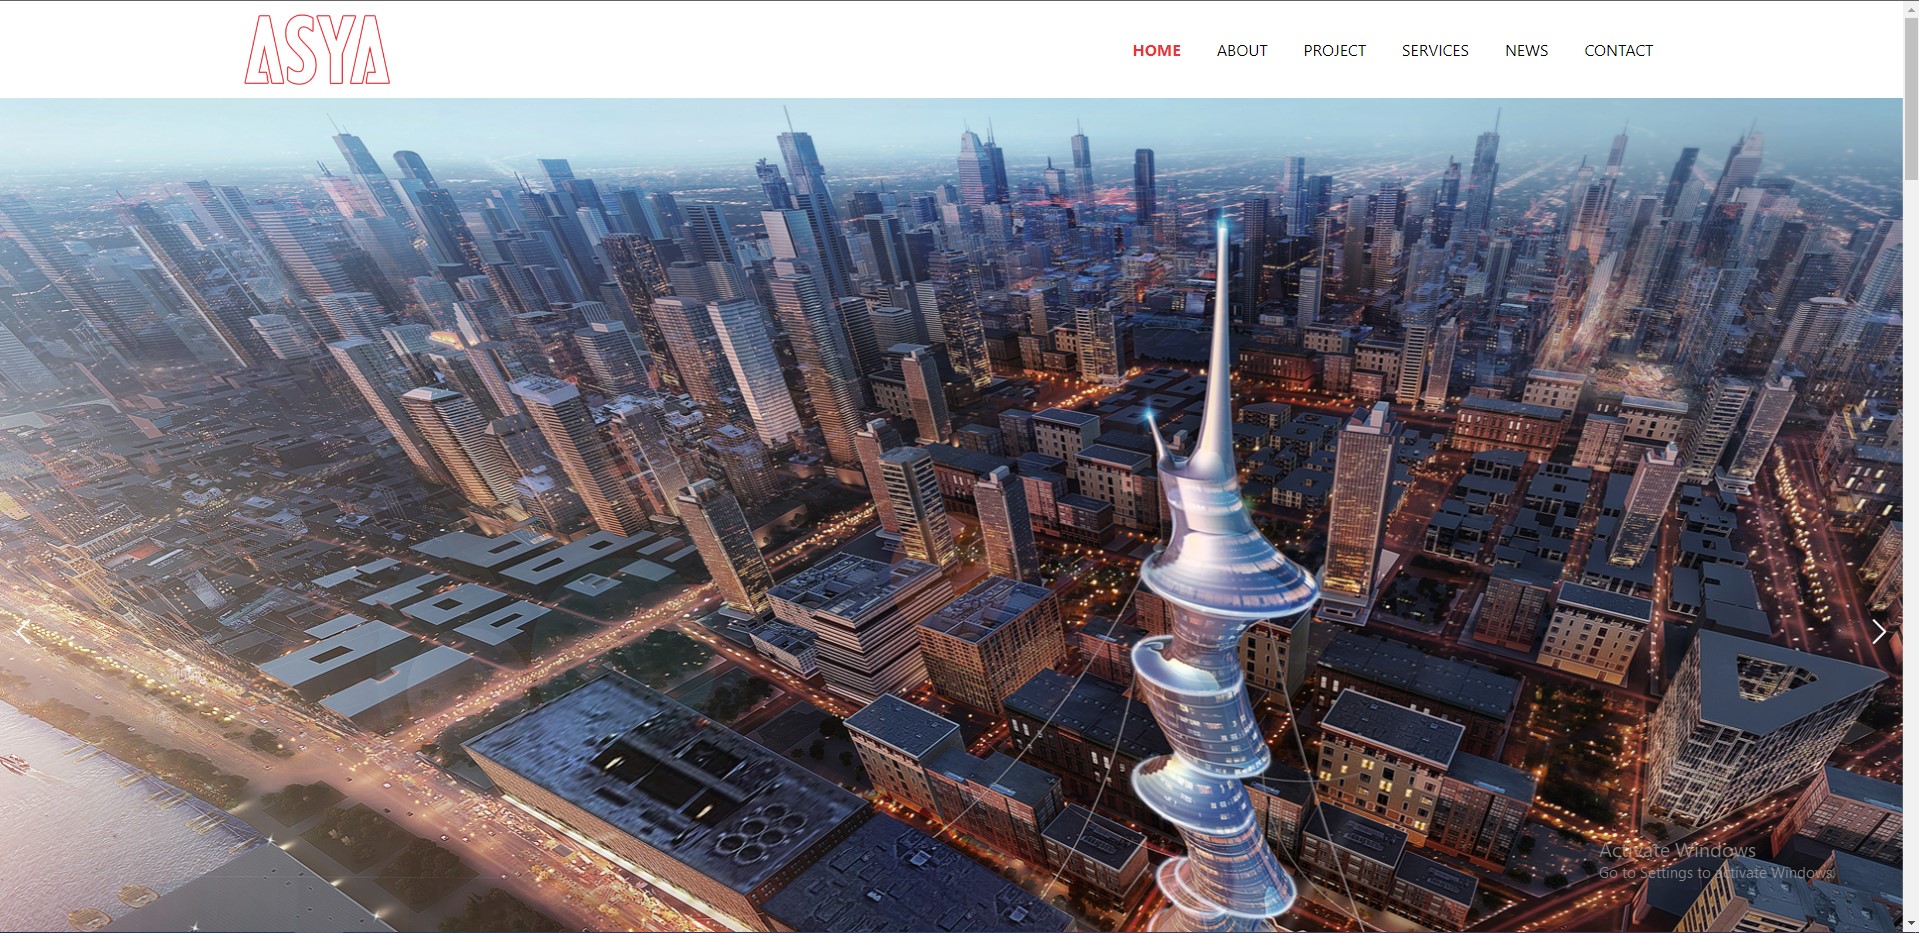 ASYA
HOME ABOUT PROJECT SERVICES NEWS CONTACT
Activate Windows
Go to Settings to activate Windows.